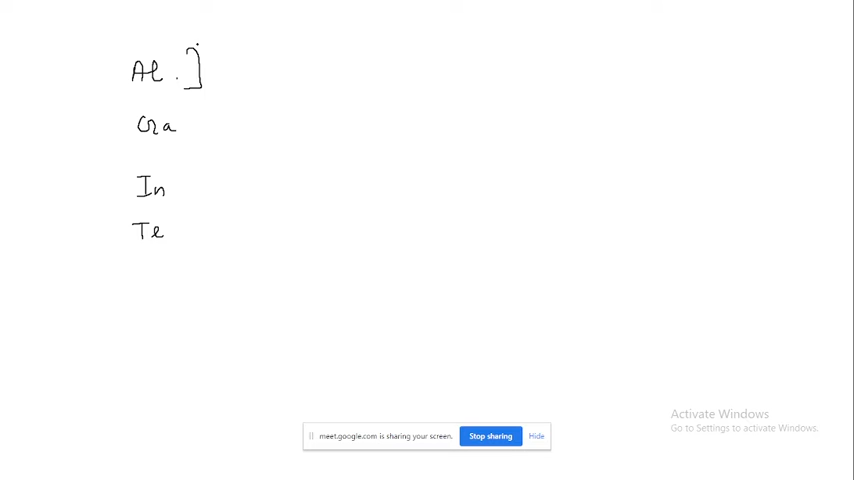 Al . ]
Ga
In
Te
meet.google.com is sharing your screen. Stop sharing Hide
Activate Windows
Go to Settings to activate Windows.